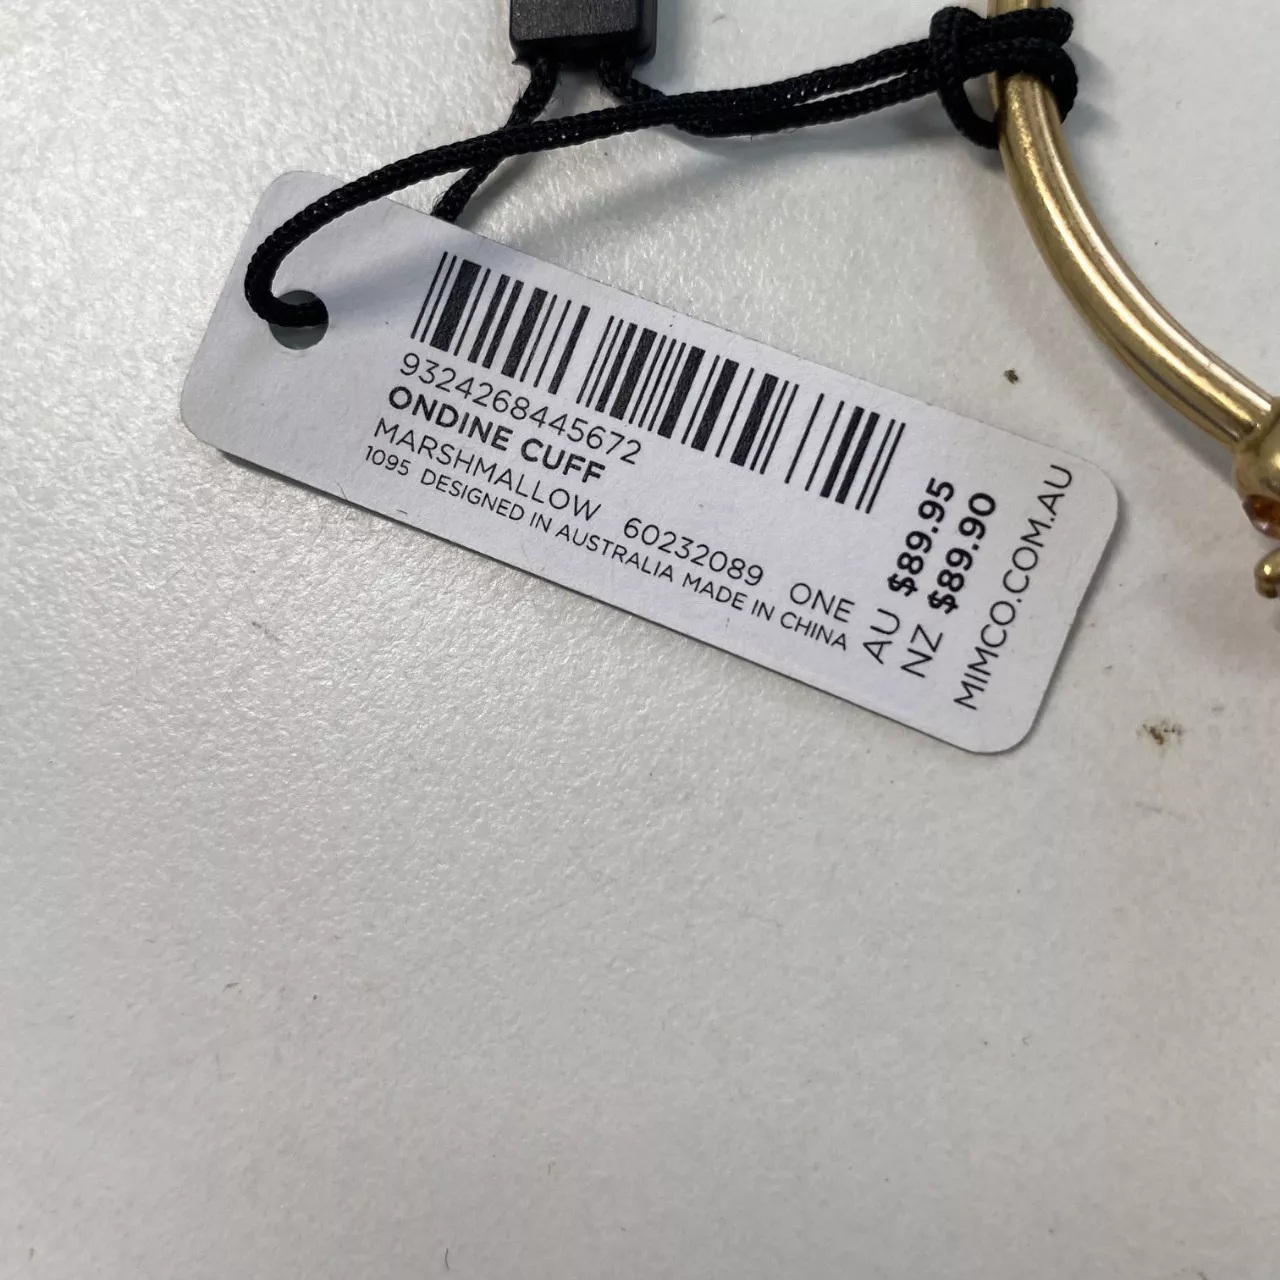 9324268445672
ONDINE CUFF
MARSHMALLOW 60232089 ONE
1095 DESIGNED IN AUSTRALIA MADE IN CHINA
AU $89.95
NZ $89.90
MIMCO.COM.AU